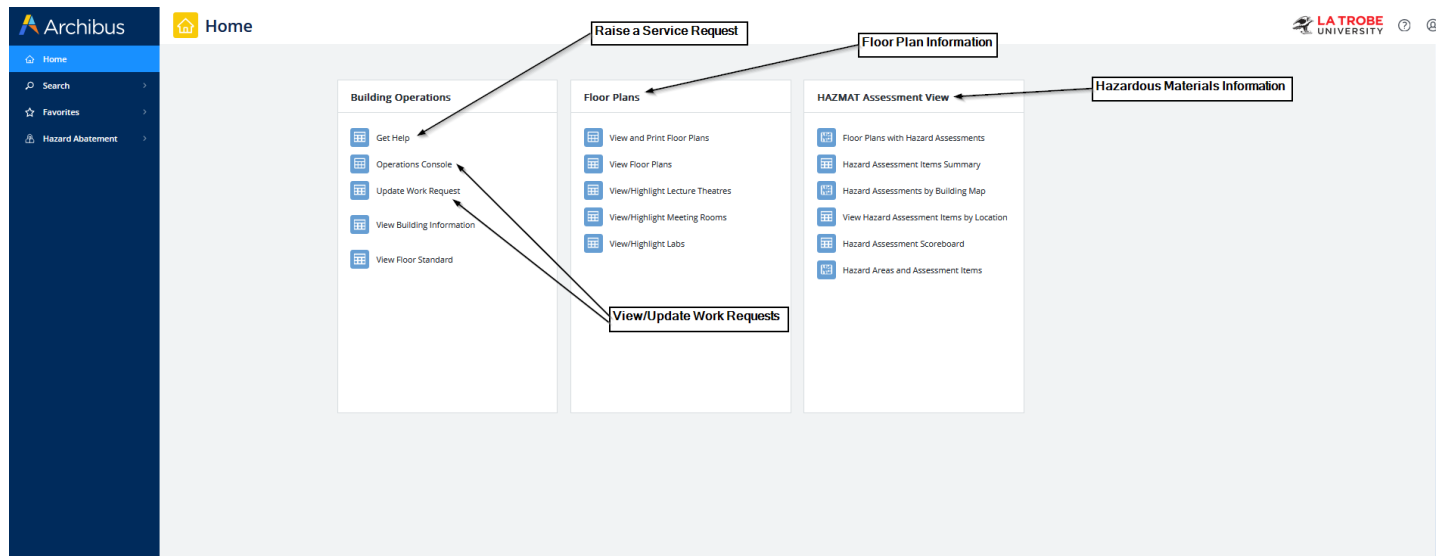 Archibus
Home
LA TROBE
UNIVERSITY
Raise a Service Request
Floor Plan Information
Hazardous Materials Information
Home
Search
Favorites
Hazard Abatement
Building Operations
Get Help
Operations Console
Update Work Request
View Building Information
View Floor Standard
Floor Plans
View and Print Floor Plans
View Floor Plans
View/Highlight Lecture Theatres
View/Highlight Meeting Rooms
View/Highlight Labs
HAZMAT Assessment View
Floor Plans with Hazard Assessments
Hazard Assessment Items Summary
Hazard Assessments by Building Map
View Hazard Assessment Items by Location
Hazard Assessment Scoreboard
Hazard Areas and Assessment Items
View/Update Work Requests